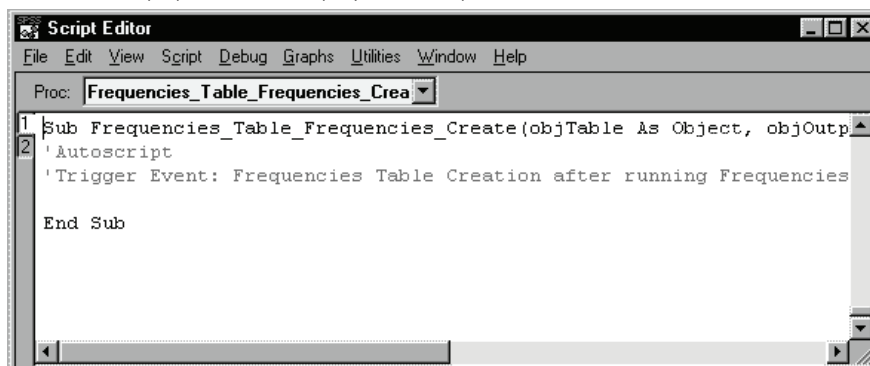 SPSS
Script Editor
File Edit View Script Debug Graphs Utilities Window Help
Proc: Frequencies_Table_Frequencies_Crea
1 Sub Frequencies_Table_Frequencies_Create(objTable As Object, objOutp
2 'Autoscript
'Trigger Event: Frequencies Table Creation after running Frequencies
End Sub